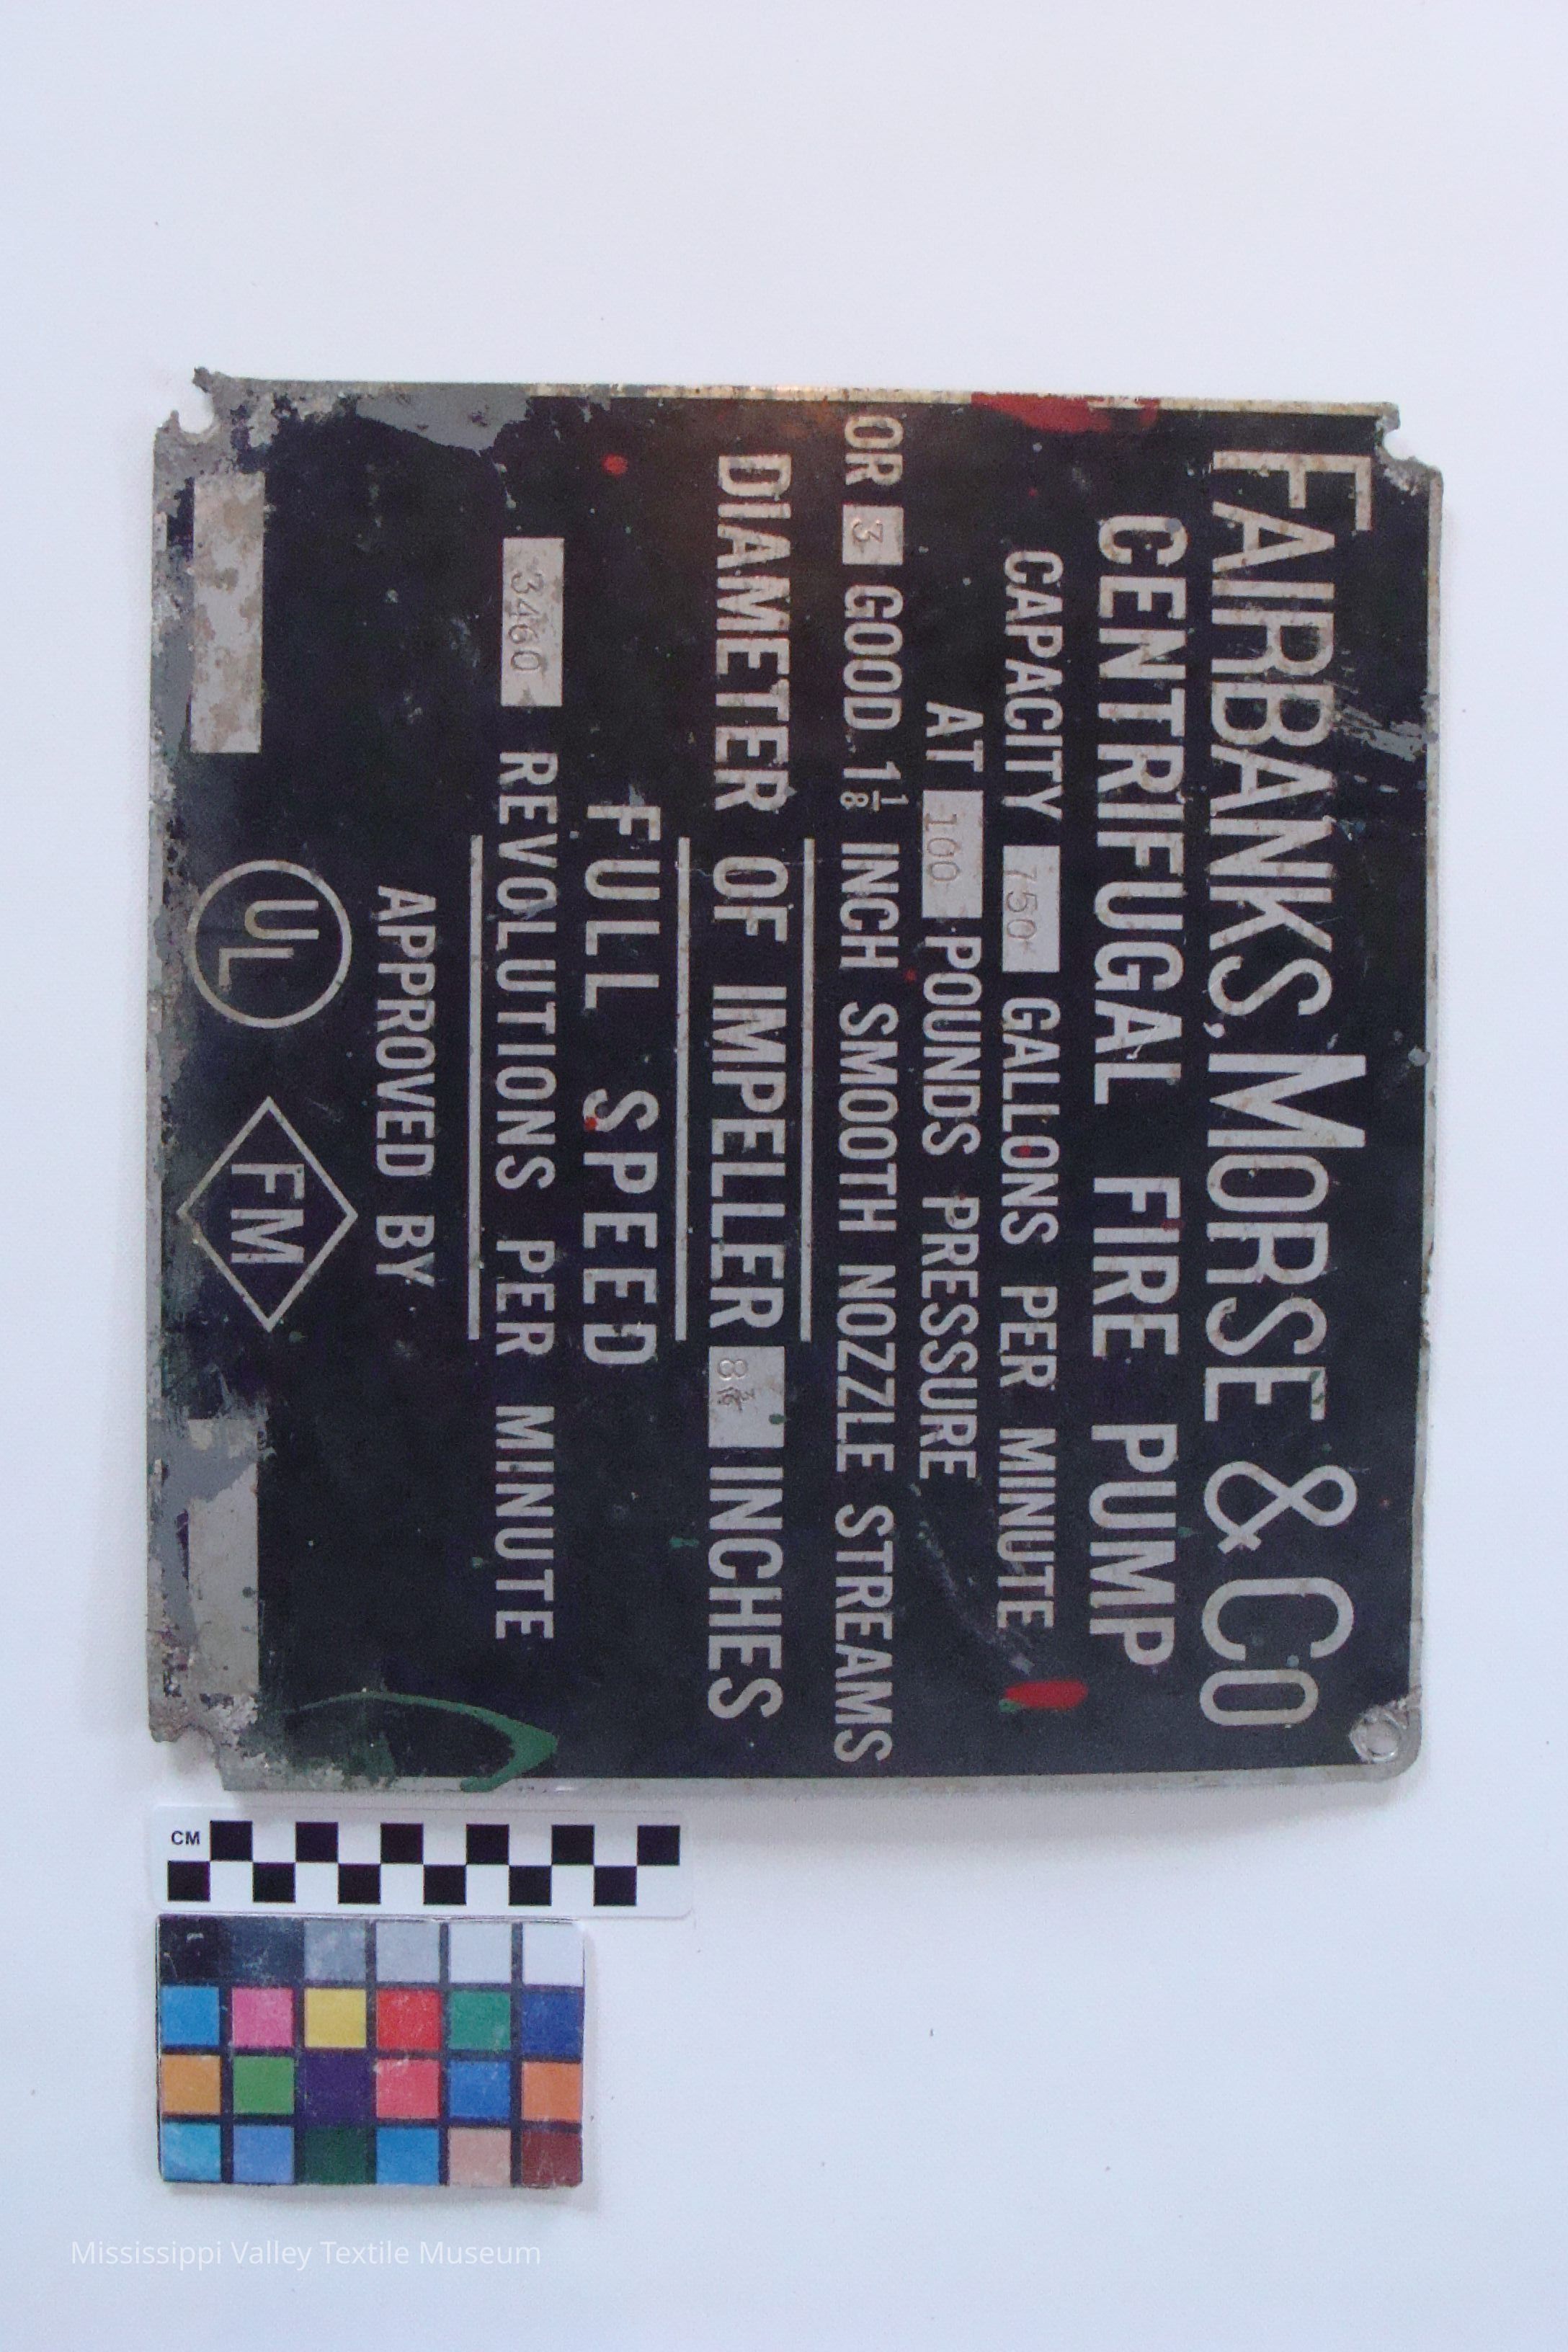 FAIRBANKS, MORSE & CO
CENTRIFUGAL FIRE PUMP
CAPACITY 750 GALLONS PER MINUTE
AT 100 POUNDS PRESSURE
OR 3 GOOD 1 1/8 INCH SMOOTH NOZZLE STREAMS
DIAMETER OF IMPELLER 8 INCHES
FULL SPEED
3460 REVOLUTIONS PER MINUTE
APPROVED BY
UL FM
CM
Mississippi Valley Textile Museum